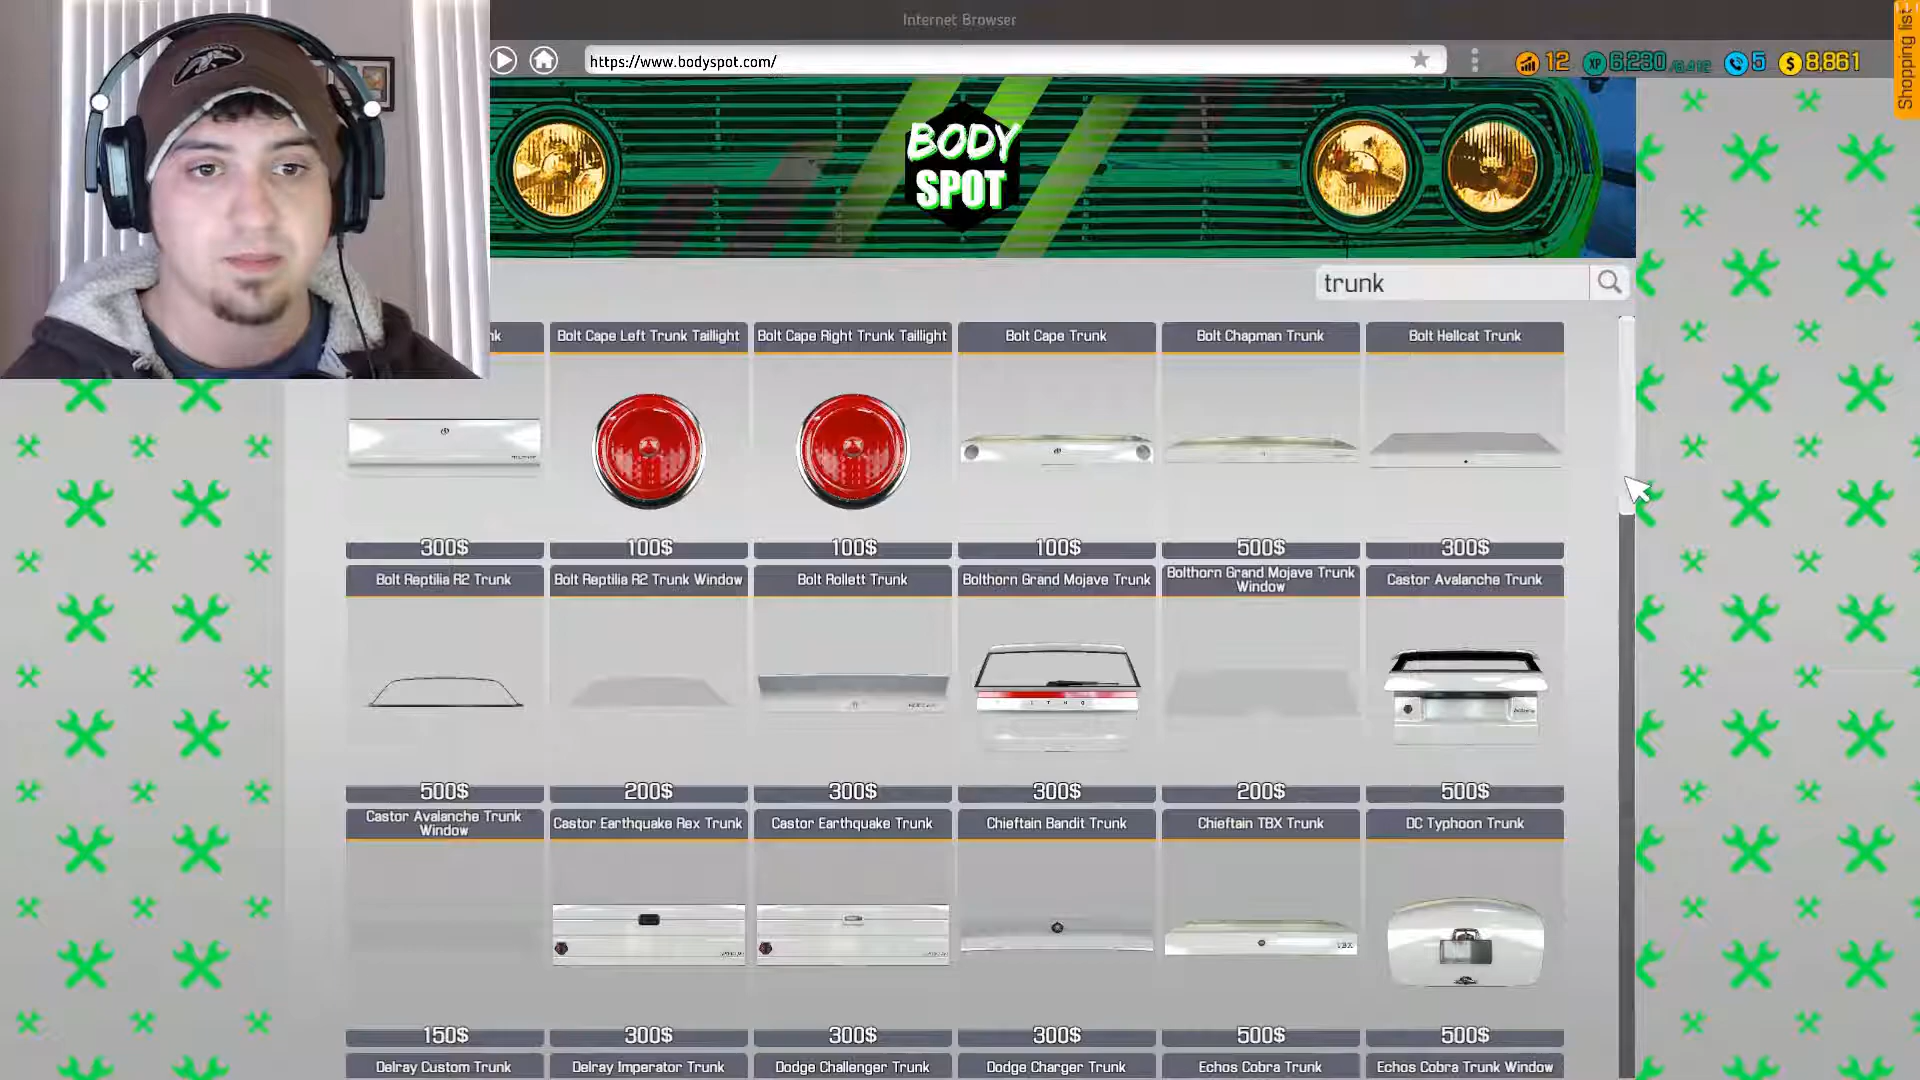 Internet Browser
Shopping list
https://www.bodyspot.com/
12
6,230
5
8,861
BODY
SPOT
trunk
Bolt Cape Left Trunk Taillight
Bolt Cape Right Trunk Taillight
Bolt Cape Trunk
Bolt Chapman Trunk
Bolt Hellcat Trunk
300$
100$
100$
100$
500$
300$
Bolt Reptilia R2 Trunk
Bolt Reptilia R2 Trunk Window
Bolt Rollett Trunk
Bolthorn Grand Mojave Trunk
Bolthorn Grand Mojave Trunk
Window
Castor Avalanche Trunk
500$
200$
300$
300$
200$
500$
Castor Avalanche Trunk
Window
Castor Earthquake Rex Trunk
Castor Earthquake Trunk
Chieftain Bandit Trunk
Chieftain TBX Trunk
DC Typhoon Trunk
TBX
150$
300$
300$
300$
500$
500$
Delray Custom Trunk
Delray Imperator Trunk
Dodge Challenger Trunk
Dodge Charger Trunk
Echos Cobra Trunk
Echos Cobra Trunk Window